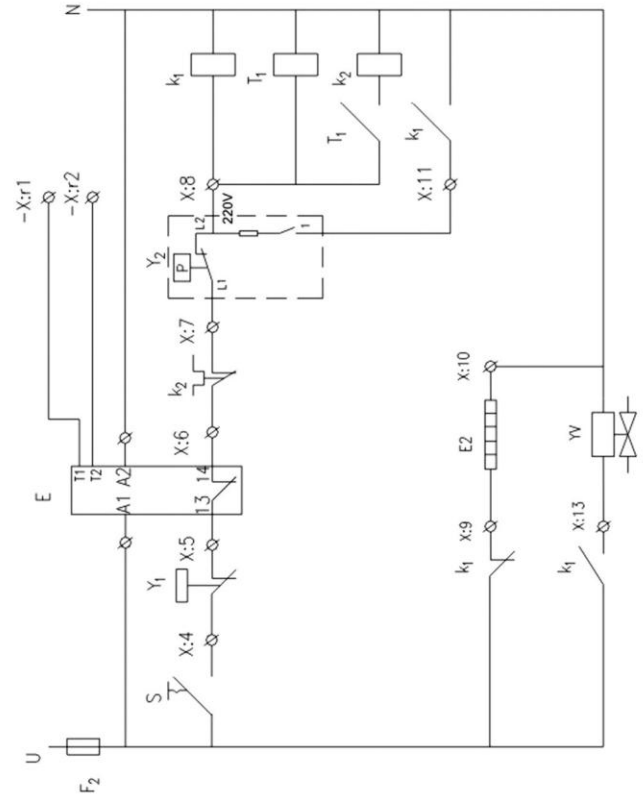 U
N
-X:r1
E
-X:r2
T1
T2
F₂
A1 A2
S
Y₁
Y₂
P
k₂
k₁
X:4
X:5
X:6
X:7
X:8
13 14
L2
L1
220V
T₁
1
T₁
k₂
k₁
X:11
k₁
X:9
E2
X:10
k₁
X:13
YV